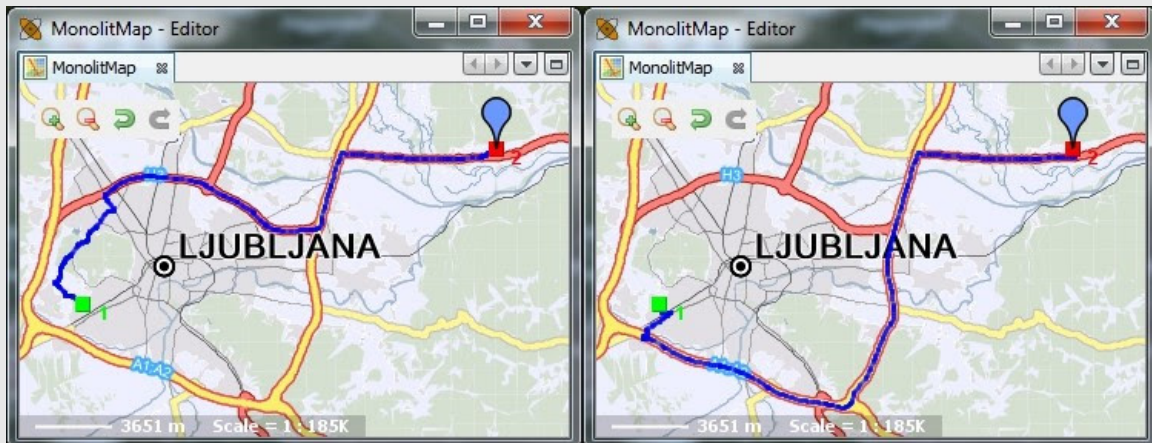 MonolitMap - Editor
MonolitMap
LJUBLJANA
2
1
A1;A2
3651 m Scale = 1 : 185K
MonolitMap - Editor
MonolitMap
H3
LJUBLJANA
2
1
3651 m Scale = 1 : 185K